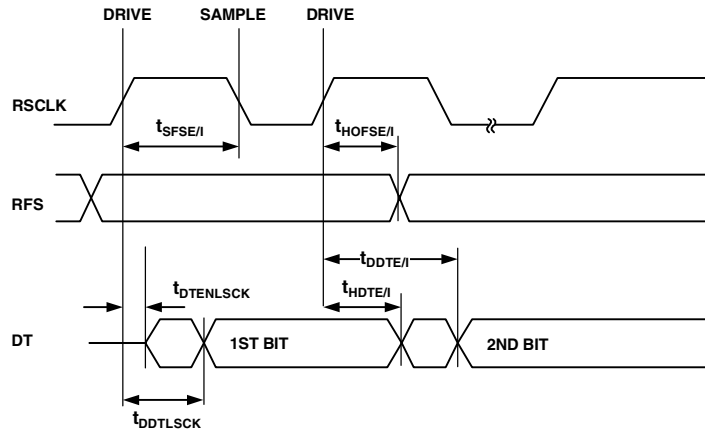 DRIVE SAMPLE DRIVE
RSCLK
tSFSE/I tHOFSE/I
RFS
tDDTE/I
tDTENLSCK tHDTE/I
DT 1ST BIT 2ND BIT
tDDTLSCK